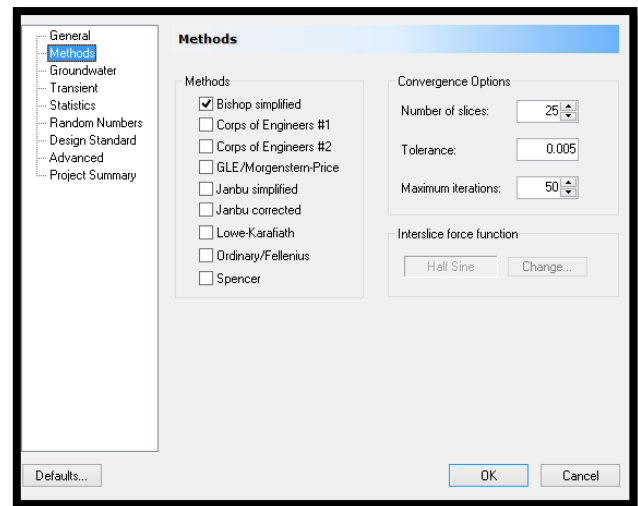 General
Methods
Groundwater
Transient
Statistics
Random Numbers
Design Standard
Advanced
Project Summary
Methods
Methods
Bishop simplified
Corps of Engineers #1
Corps of Engineers #2
GLE/Morgenstern-Price
Janbu simplified
Janbu corrected
Lowe-Karafiath
Ordinary/Fellenius
Spencer
Convergence Options
Number of slices: 25
Tolerance: 0.005
Maximum iterations: 50
Interslice force function
Half Sine Change...
Defaults... OK Cancel